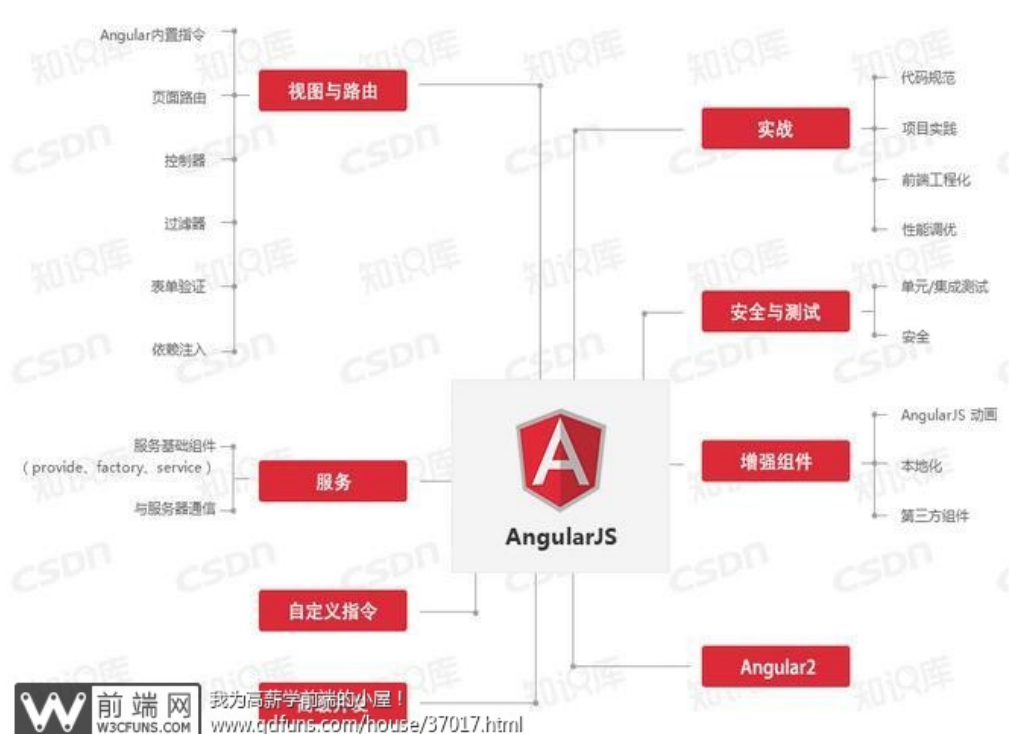 Angular内置指令
页面路由
控制器
过滤器
表单验证
依赖注入
视图与路由
服务基础组件
(provide、factory、service)
与服务器通信
服务
自定义指令
AngularJS
实战
代码规范
项目实践
前端工程化
性能调优
安全与测试
单元/集成测试
安全
增强组件
AngularJS 动画
本地化
第三方组件
Angular2
前端网
W3CFUNS.COM
我为高薪学前端的小屋!
www.qdfuns.com/house/37017.html
知识库
CSDN